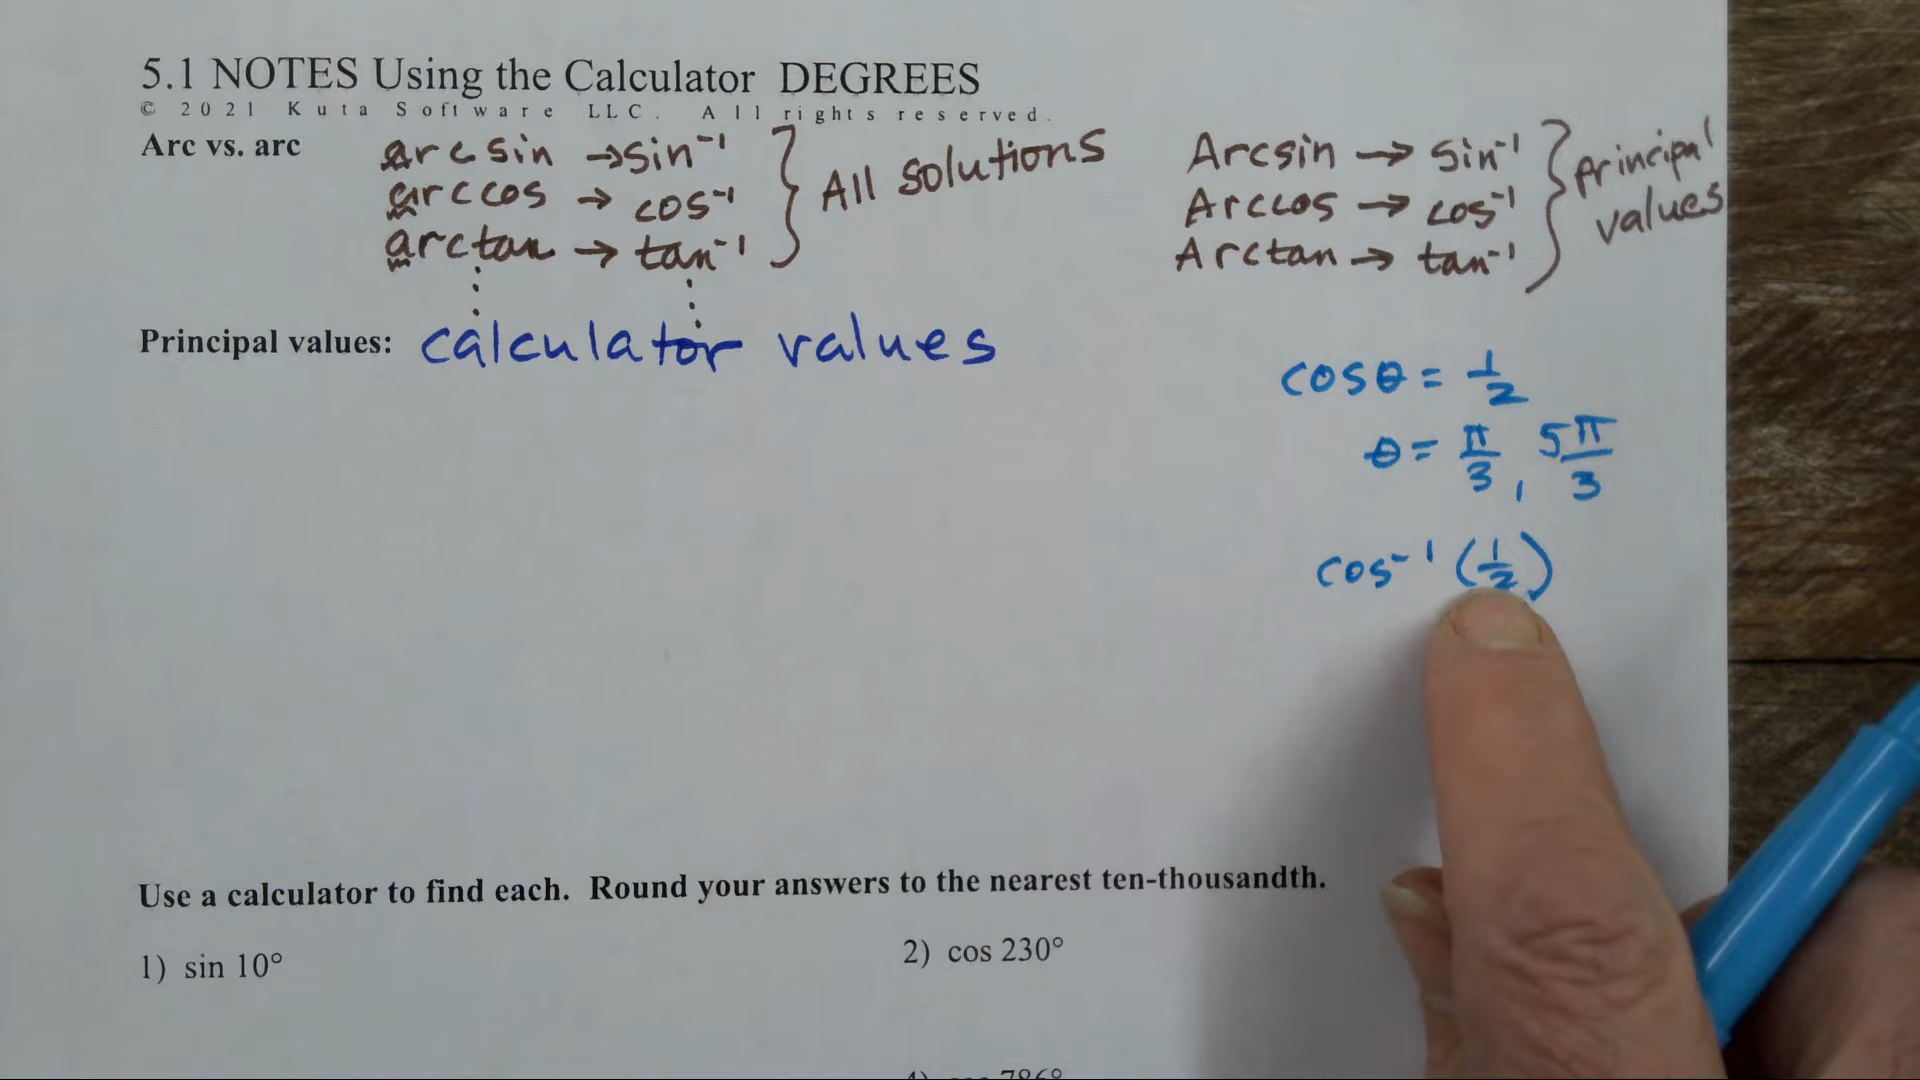 5.1 NOTES Using the Calculator DEGREES
© 2021 Kuta Software LLC. All rights reserved.
Arc vs. arc
arcsin → sin⁻¹
arccos → cos⁻¹
arctan → tan⁻¹
All solutions
Arcsin → sin⁻¹
Arccos → cos⁻¹
Arctan → tan⁻¹
principal
values
Principal values: calculator values
cosθ = 1/2
θ = π/3, 5π/3
cos⁻¹ (1/2)
Use a calculator to find each. Round your answers to the nearest ten-thousandth.
1) sin 10°
2) cos 230°